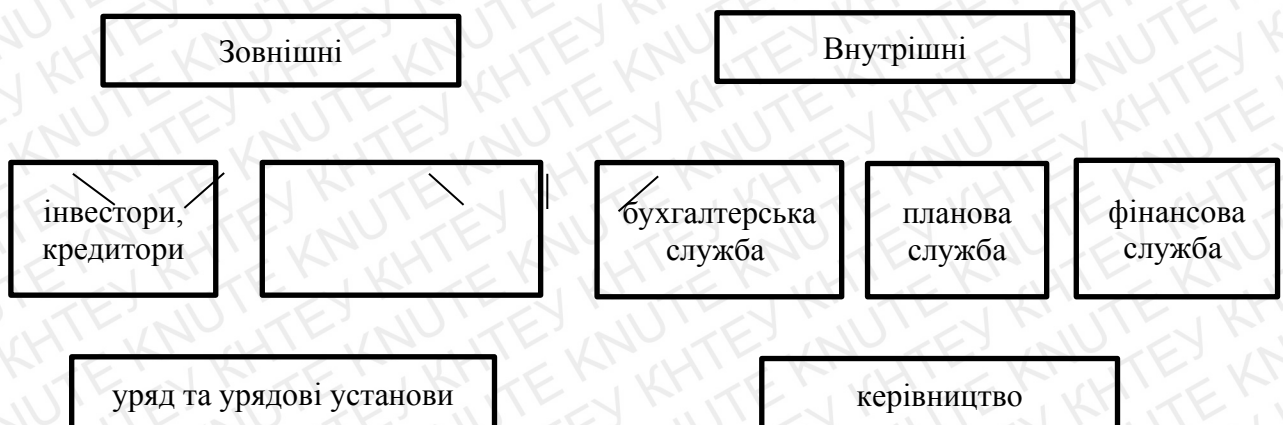 Зовнішні
Внутрішні
інвестори,
кредитори
бухгалтерська
служба
планова
служба
фінансова
служба
уряд та урядові установи
керівництво